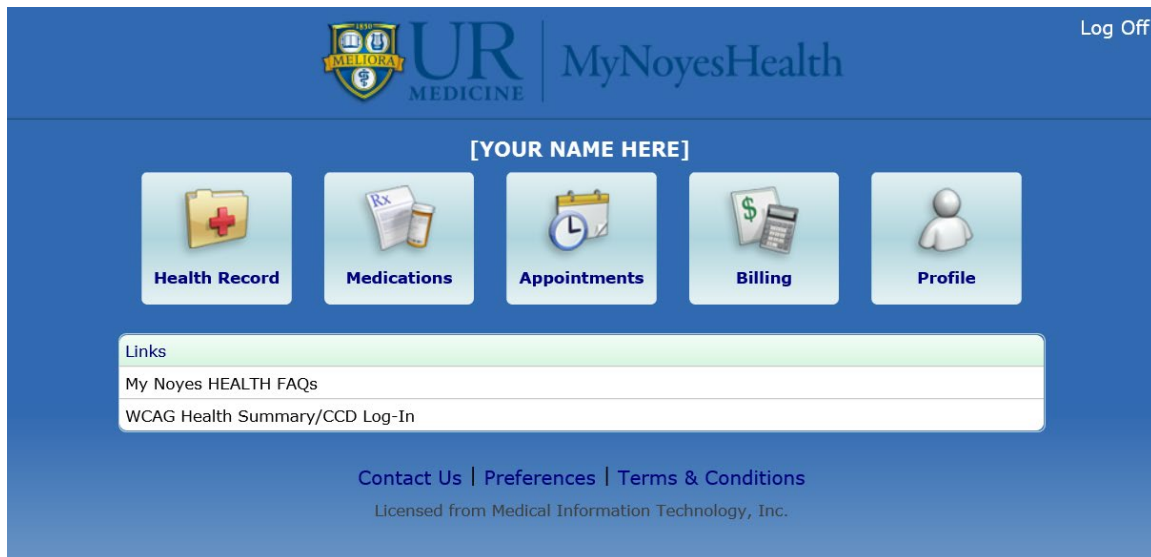 Log Off
1850
MELIORA
UR
MEDICINE
MyNoyesHealth
[YOUR NAME HERE]
Rx
$
Health Record
Medications
Appointments
Billing
Profile
Links
My Noyes HEALTH FAQs
WCAG Health Summary/CCD Log-In
Contact Us | Preferences | Terms & Conditions
Licensed from Medical Information Technology, Inc.